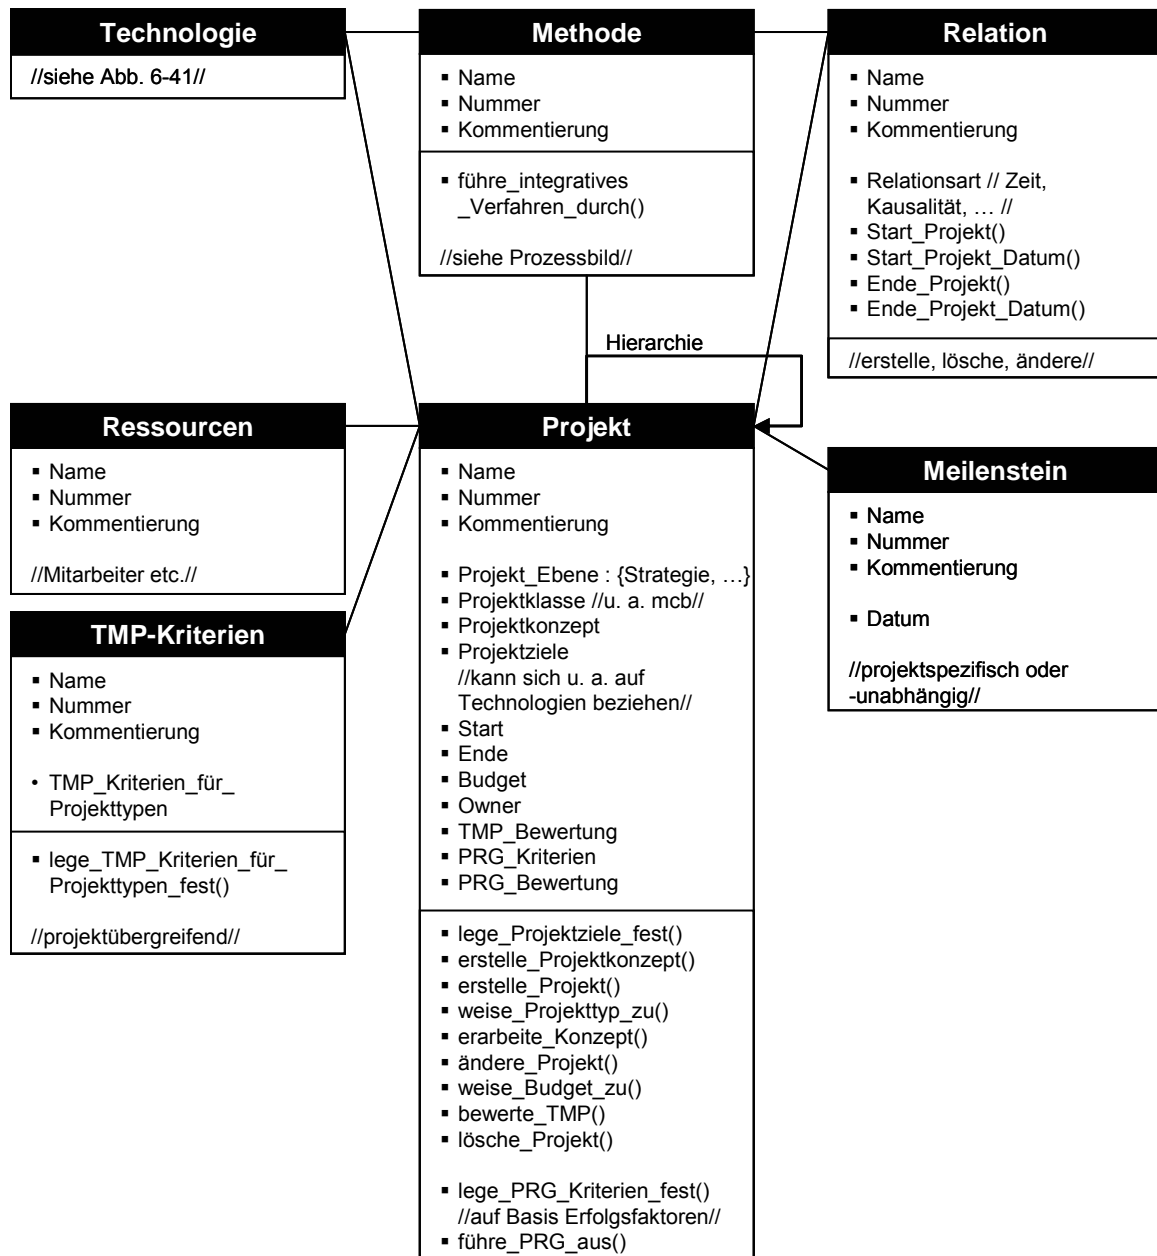 Technologie
//siehe Abb. 6-41//
Methode
▪ Name
▪ Nummer
▪ Kommentierung
▪ führe_integratives
_Verfahren_durch()
//siehe Prozessbild//
Relation
▪ Name
▪ Nummer
▪ Kommentierung
▪ Relationsart // Zeit,
Kausalität, … //
▪ Start_Projekt()
▪ Start_Projekt_Datum()
▪ Ende_Projekt()
▪ Ende_Projekt_Datum()
//erstelle, lösche, ändere//
Hierarchie
Ressourcen
▪ Name
▪ Nummer
▪ Kommentierung
//Mitarbeiter etc.//
TMP-Kriterien
▪ Name
▪ Nummer
▪ Kommentierung
• TMP_Kriterien_für_
Projekttypen
▪ lege_TMP_Kriterien_für_
Projekttypen_fest()
//projektübergreifend//
Projekt
▪ Name
▪ Nummer
▪ Kommentierung
▪ Projekt_Ebene : {Strategie, …}
▪ Projektklasse //u. a. mcb//
▪ Projektkonzept
▪ Projektziele
//kann sich u. a. auf
Technologien beziehen//
▪ Start
▪ Ende
▪ Budget
▪ Owner
▪ TMP_Bewertung
▪ PRG_Kriterien
▪ PRG_Bewertung
▪ lege_Projektziele_fest()
▪ erstelle_Projektkonzept()
▪ erstelle_Projekt()
▪ weise_Projekttyp_zu()
▪ erarbeite_Konzept()
▪ ändere_Projekt()
▪ weise_Budget_zu()
▪ bewerte_TMP()
▪ lösche_Projekt()
▪ lege_PRG_Kriterien_fest()
//auf Basis Erfolgsfaktoren//
▪ führe_PRG_aus()
Meilenstein
▪ Name
▪ Nummer
▪ Kommentierung
▪ Datum
//projektspezifisch oder
-unabhängig//